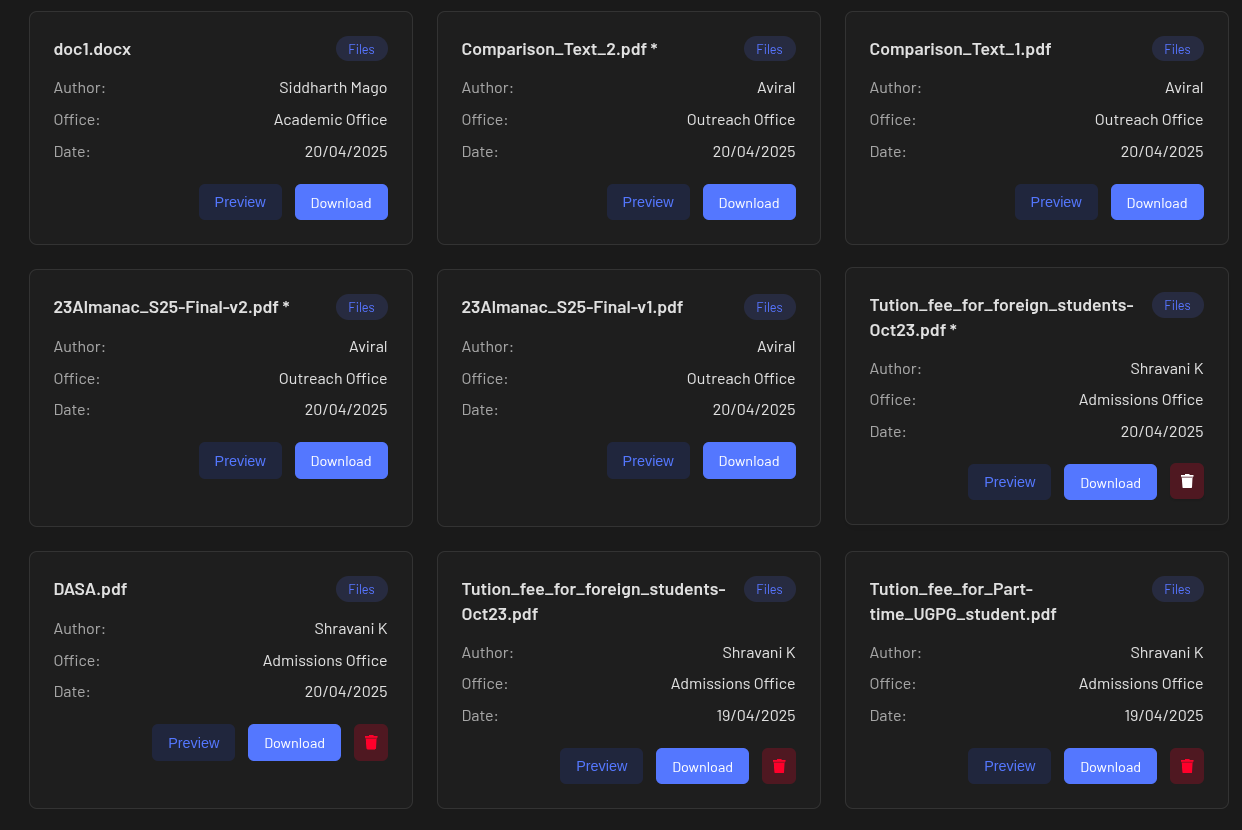 doc1.docx Files
Author: Siddharth Mago
Office: Academic Office
Date: 20/04/2025
Preview Download
Comparison_Text_2.pdf * Files
Author: Aviral
Office: Outreach Office
Date: 20/04/2025
Preview Download
Comparison_Text_1.pdf Files
Author: Aviral
Office: Outreach Office
Date: 20/04/2025
Preview Download
23Almanac_S25-Final-v2.pdf * Files
Author: Aviral
Office: Outreach Office
Date: 20/04/2025
Preview Download
23Almanac_S25-Final-v1.pdf Files
Author: Aviral
Office: Outreach Office
Date: 20/04/2025
Preview Download
Tution_fee_for_foreign_students- Files
Oct23.pdf *
Author: Shravani K
Office: Admissions Office
Date: 20/04/2025
Preview Download
DASA.pdf Files
Author: Shravani K
Office: Admissions Office
Date: 20/04/2025
Preview Download
Tution_fee_for_foreign_students- Files
Oct23.pdf
Author: Shravani K
Office: Admissions Office
Date: 19/04/2025
Preview Download
Tution_fee_for_Part- Files
time_UGPG_student.pdf
Author: Shravani K
Office: Admissions Office
Date: 19/04/2025
Preview Download